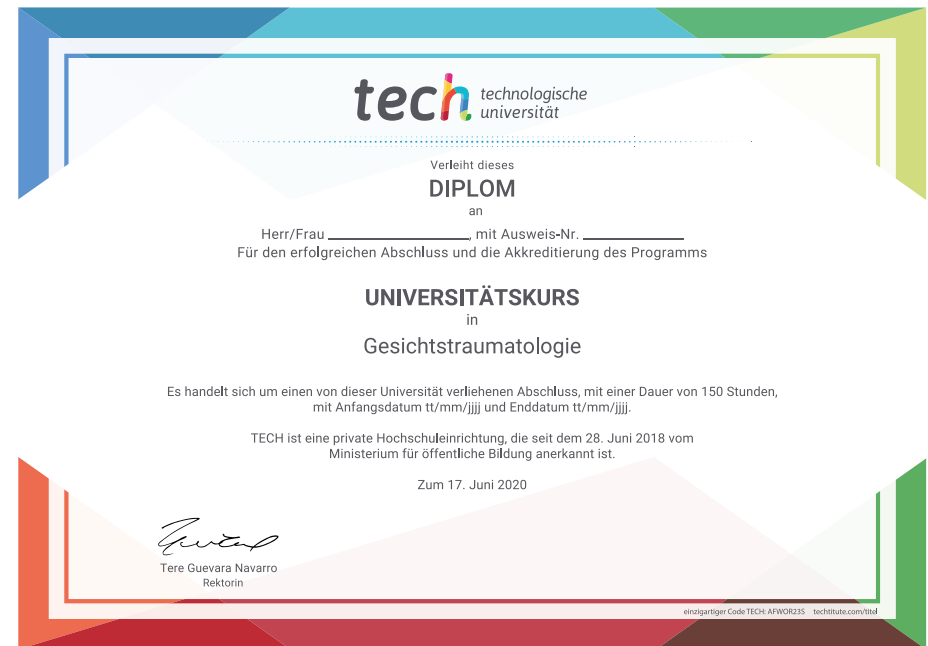 tech technologische
universität
Verleiht dieses
DIPLOM
an
Herr/Frau ____________________, mit Ausweis-Nr. ______________
Für den erfolgreichen Abschluss und die Akkreditierung des Programms
UNIVERSITÄTSKURS
in
Gesichtstraumatologie
Es handelt sich um einen von dieser Universität verliehenen Abschluss, mit einer Dauer von 150 Stunden,
mit Anfangsdatum tt/mm/jjjj und Enddatum tt/mm/jjjj.
TECH ist eine private Hochschuleinrichtung, die seit dem 28. Juni 2018 vom
Ministerium für öffentliche Bildung anerkannt ist.
Zum 17. Juni 2020
Tere Guevara Navarro
Rektorin
einzigartiger Code TECH: AFWOR23S techtitute.com/titel